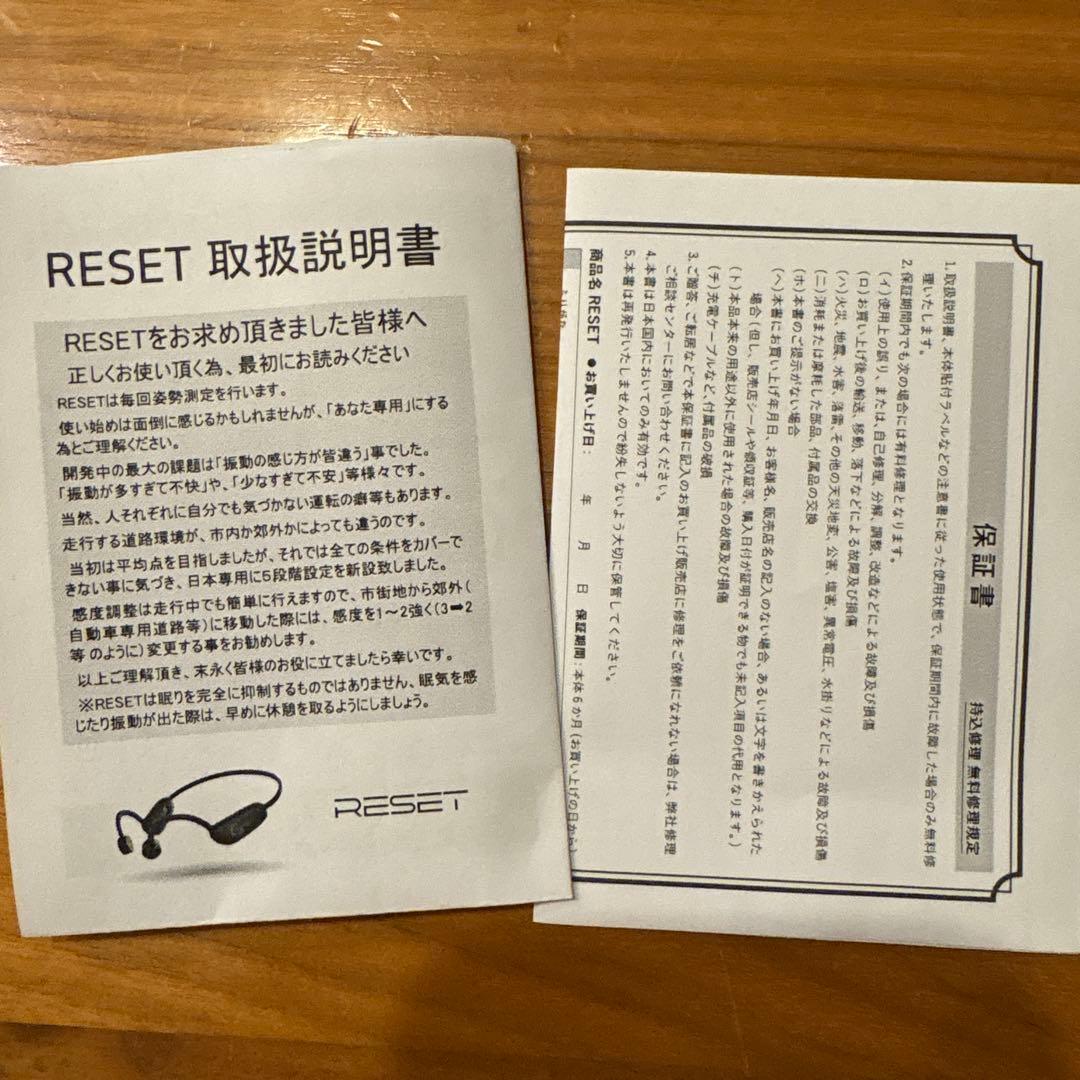 RESET 取扱説明書
RESETをお求め頂きました皆様へ
正しくお使い頂く為、最初にお読みください
RESETは毎回姿勢測定を行います。
使い始めは面倒に感じるかもしれませんが、「あなた専用」にする
為とご理解ください。
開発中の最大の課題は「振動の感じ方が皆違う」事でした。
「振動が多すぎて不快」や、「少なすぎて不安」等様々です。
当然、人それぞれに自分でも気づかない運転の癖等もあります。
走行する道路環境が、市内か郊外かによっても違うのです。
当初は平均点を目指しましたが、それでは全ての条件をカバーで
きない事に気づき、日本専用に5段階設定を新設致しました。
感度調整は走行中でも簡単に行えますので、市街地から郊外(
自動車専用道路等)に移動した際には、感度を1〜2強く(3➡2
等 のように) 変更する事をお勧めします。
以上ご理解頂き、末永く皆様のお役に立てましたら幸いです。
※RESETは眠りを完全に抑制するものではありません、眠気を感
じたり振動が出た際は、早めに休憩を取るようにしましょう。
RESET
保証書
持込修理 無料修理規定
1. 取扱説明書、本体貼付ラベルなどの注意書に従った使用状態で、保証期間内に故障した場合のみ無料修
理いたします。
2. 保証期間内でも次の場合には有料修理となります。
(イ) 使用上の誤り、または、自己修理、分解、調整、改造などによる故障及び損傷
(ロ) お買い上げ後の輸送、移動、落下などによる故障及び損傷
(ハ) 火災、地震、水害、落雷、その他の天災地変、公害、塩害、異常電圧、水掛りなどによる故障及び損傷
(ニ) 消耗または摩耗した部品、付属品の交換
(ホ) 本書のご提示がない場合
(ヘ) 本書にお買い上げ年月日、お客様名、販売店名の記入のない場合、あるいは文字を書きかえられた
場合 (但し、販売店シールや領収証等、購入日付が証明できる物でも未記入項目の代用となります。)
(ト) 本品本来の用途以外に使用された場合の故障及び損傷
(チ) 充電ケーブルなど、付属品の破損
3. ご贈答、ご転居などで本保証書に記入のお買い上げ販売店に修理をご依頼になれない場合は、弊社修理
ご相談センターにお問い合わせください。
4. 本書は日本国内においてのみ有効です。
5. 本書は再発行いたしませんので紛失しないよう大切に保管してください。
商品名 RESET ●お買い上げ日： 年 月 日 保証期間：本体6か月 (お買い上げの日から)